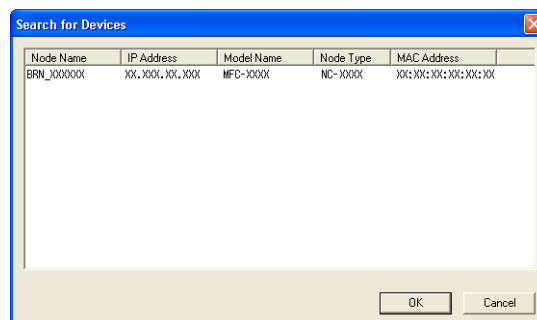 Search for Devices
Node Name IP Address Model Name Node Type MAC Address
BRN_XXXXXX XX.XXX.XX.XXX MFC-XXXX NC-XXXX XX:XX:XX:XX:XX:XX
OK Cancel